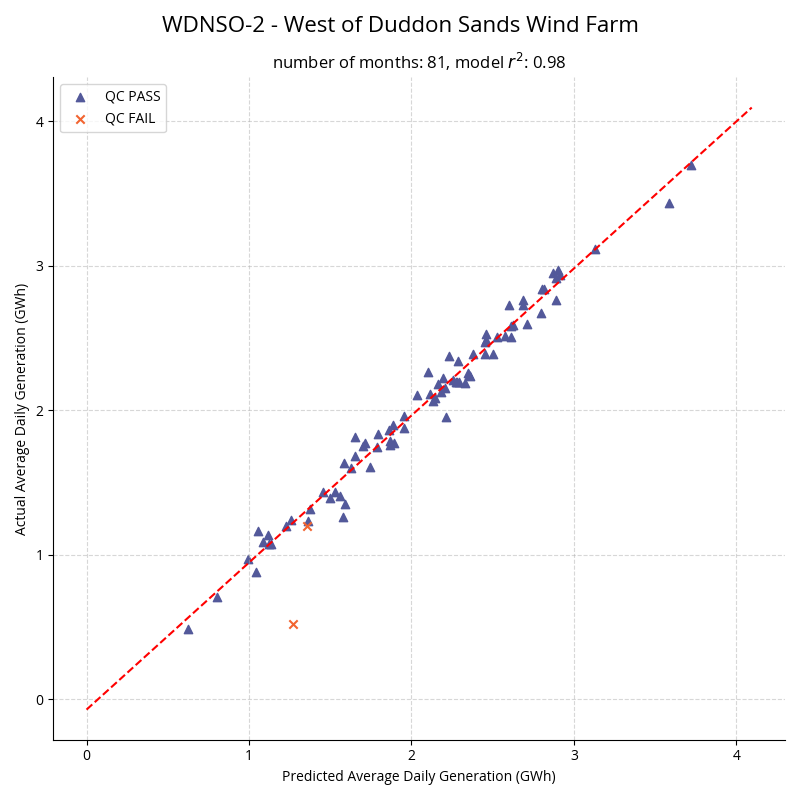 WDNSO-2 - West of Duddon Sands Wind Farm
number of months: 81, model r²: 0.98
QC PASS
QC FAIL
Actual Average Daily Generation (GWh)
4
3
2
1
0
0 1 2 3 4
Predicted Average Daily Generation (GWh)